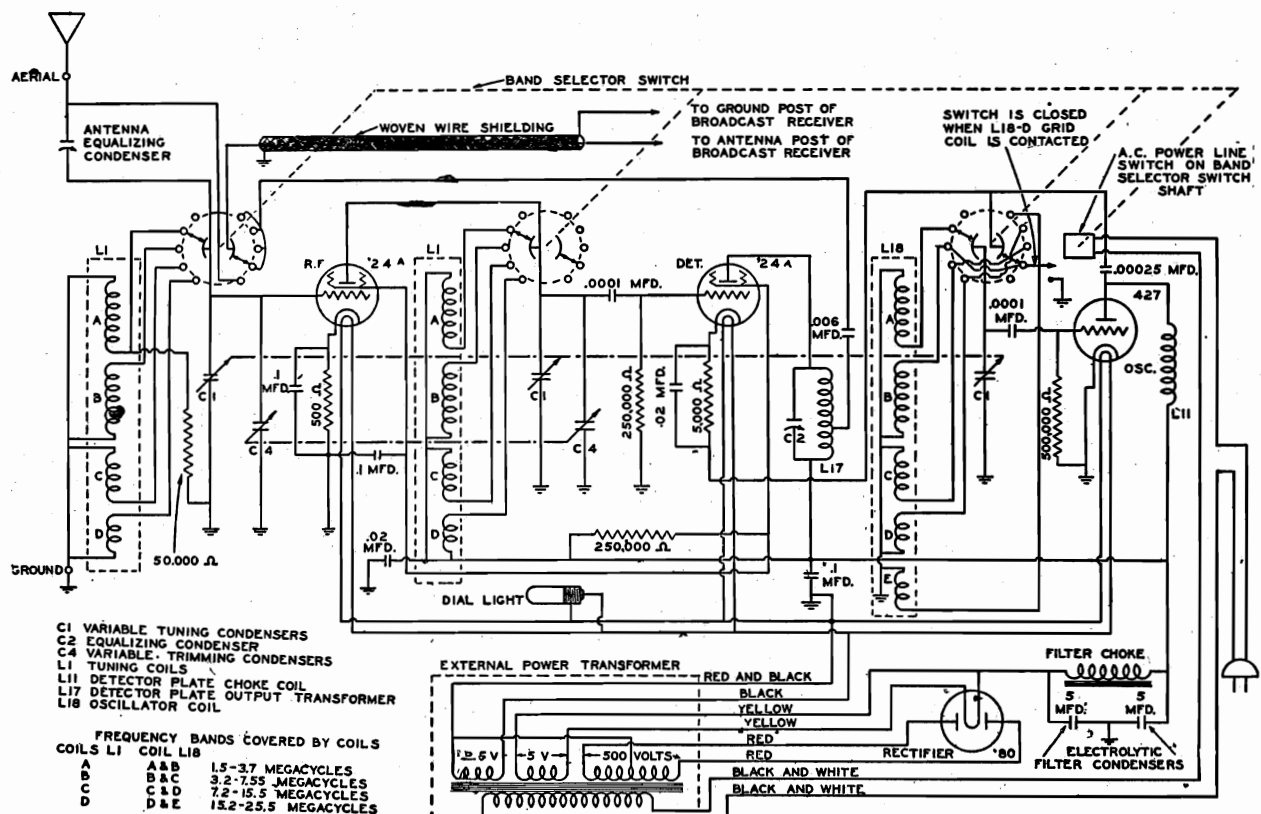 AERIAL
BAND SELECTOR SWITCH
ANTENNA
EQUALIZING
CONDENSER
WOVEN WIRE SHIELDING
TO GROUND POST OF
BROADCAST RECEIVER
TO ANTENNA POST OF
BROADCAST RECEIVER
SWITCH IS CLOSED
WHEN L18-D GRID
COIL IS CONTACTED
A.C. POWER LINE
SWITCH ON BAND
SELECTOR SWITCH
SHAFT
L1
R.F. '24 A
L1
DET. '24 A
L18
.00025 MFD.
.0001 MFD.
.0001
MFD.
427
OSC.
L11
.006
MFD.
A
B
C
D
C1
C4
.1
MFD.
500 Ω
.1 MFD.
A
B
C
D
C1
C4
250,000 Ω
.02 MFD.
5,000 Ω
C2
L17
A
B
C
D
E
C1
500,000 Ω
50.000 Ω
.02
MFD.
250,000 Ω
.1
MFD.
GROUND
DIAL LIGHT
C1 VARIABLE TUNING CONDENSERS
C2 EQUALIZING CONDENSER
C4 VARIABLE. TRIMMING CONDENSERS
L1 TUNING COILS
L11 DETECTOR PLATE CHOKE COIL
L17 DETECTOR PLATE OUTPUT TRANSFORMER
L18 OSCILLATOR COIL
FREQUENCY BANDS COVERED BY COILS
COILS L1 COIL L18
A A&B 1.5-3.7 MEGACYCLES
B B&C 3.2-7.55 MEGACYCLES
C C&D 7.2-15.5 MEGACYCLES
D D&E 15.2-25.5 MEGACYCLES
EXTERNAL POWER TRANSFORMER
RED AND BLACK
BLACK
YELLOW
YELLOW
RED
RED
BLACK AND WHITE
BLACK AND WHITE
5 V
500 VOLTS
RECTIFIER '80
FILTER CHOKE
5
MFD.
5
MFD.
ELECTROLYTIC
FILTER CONDENSERS